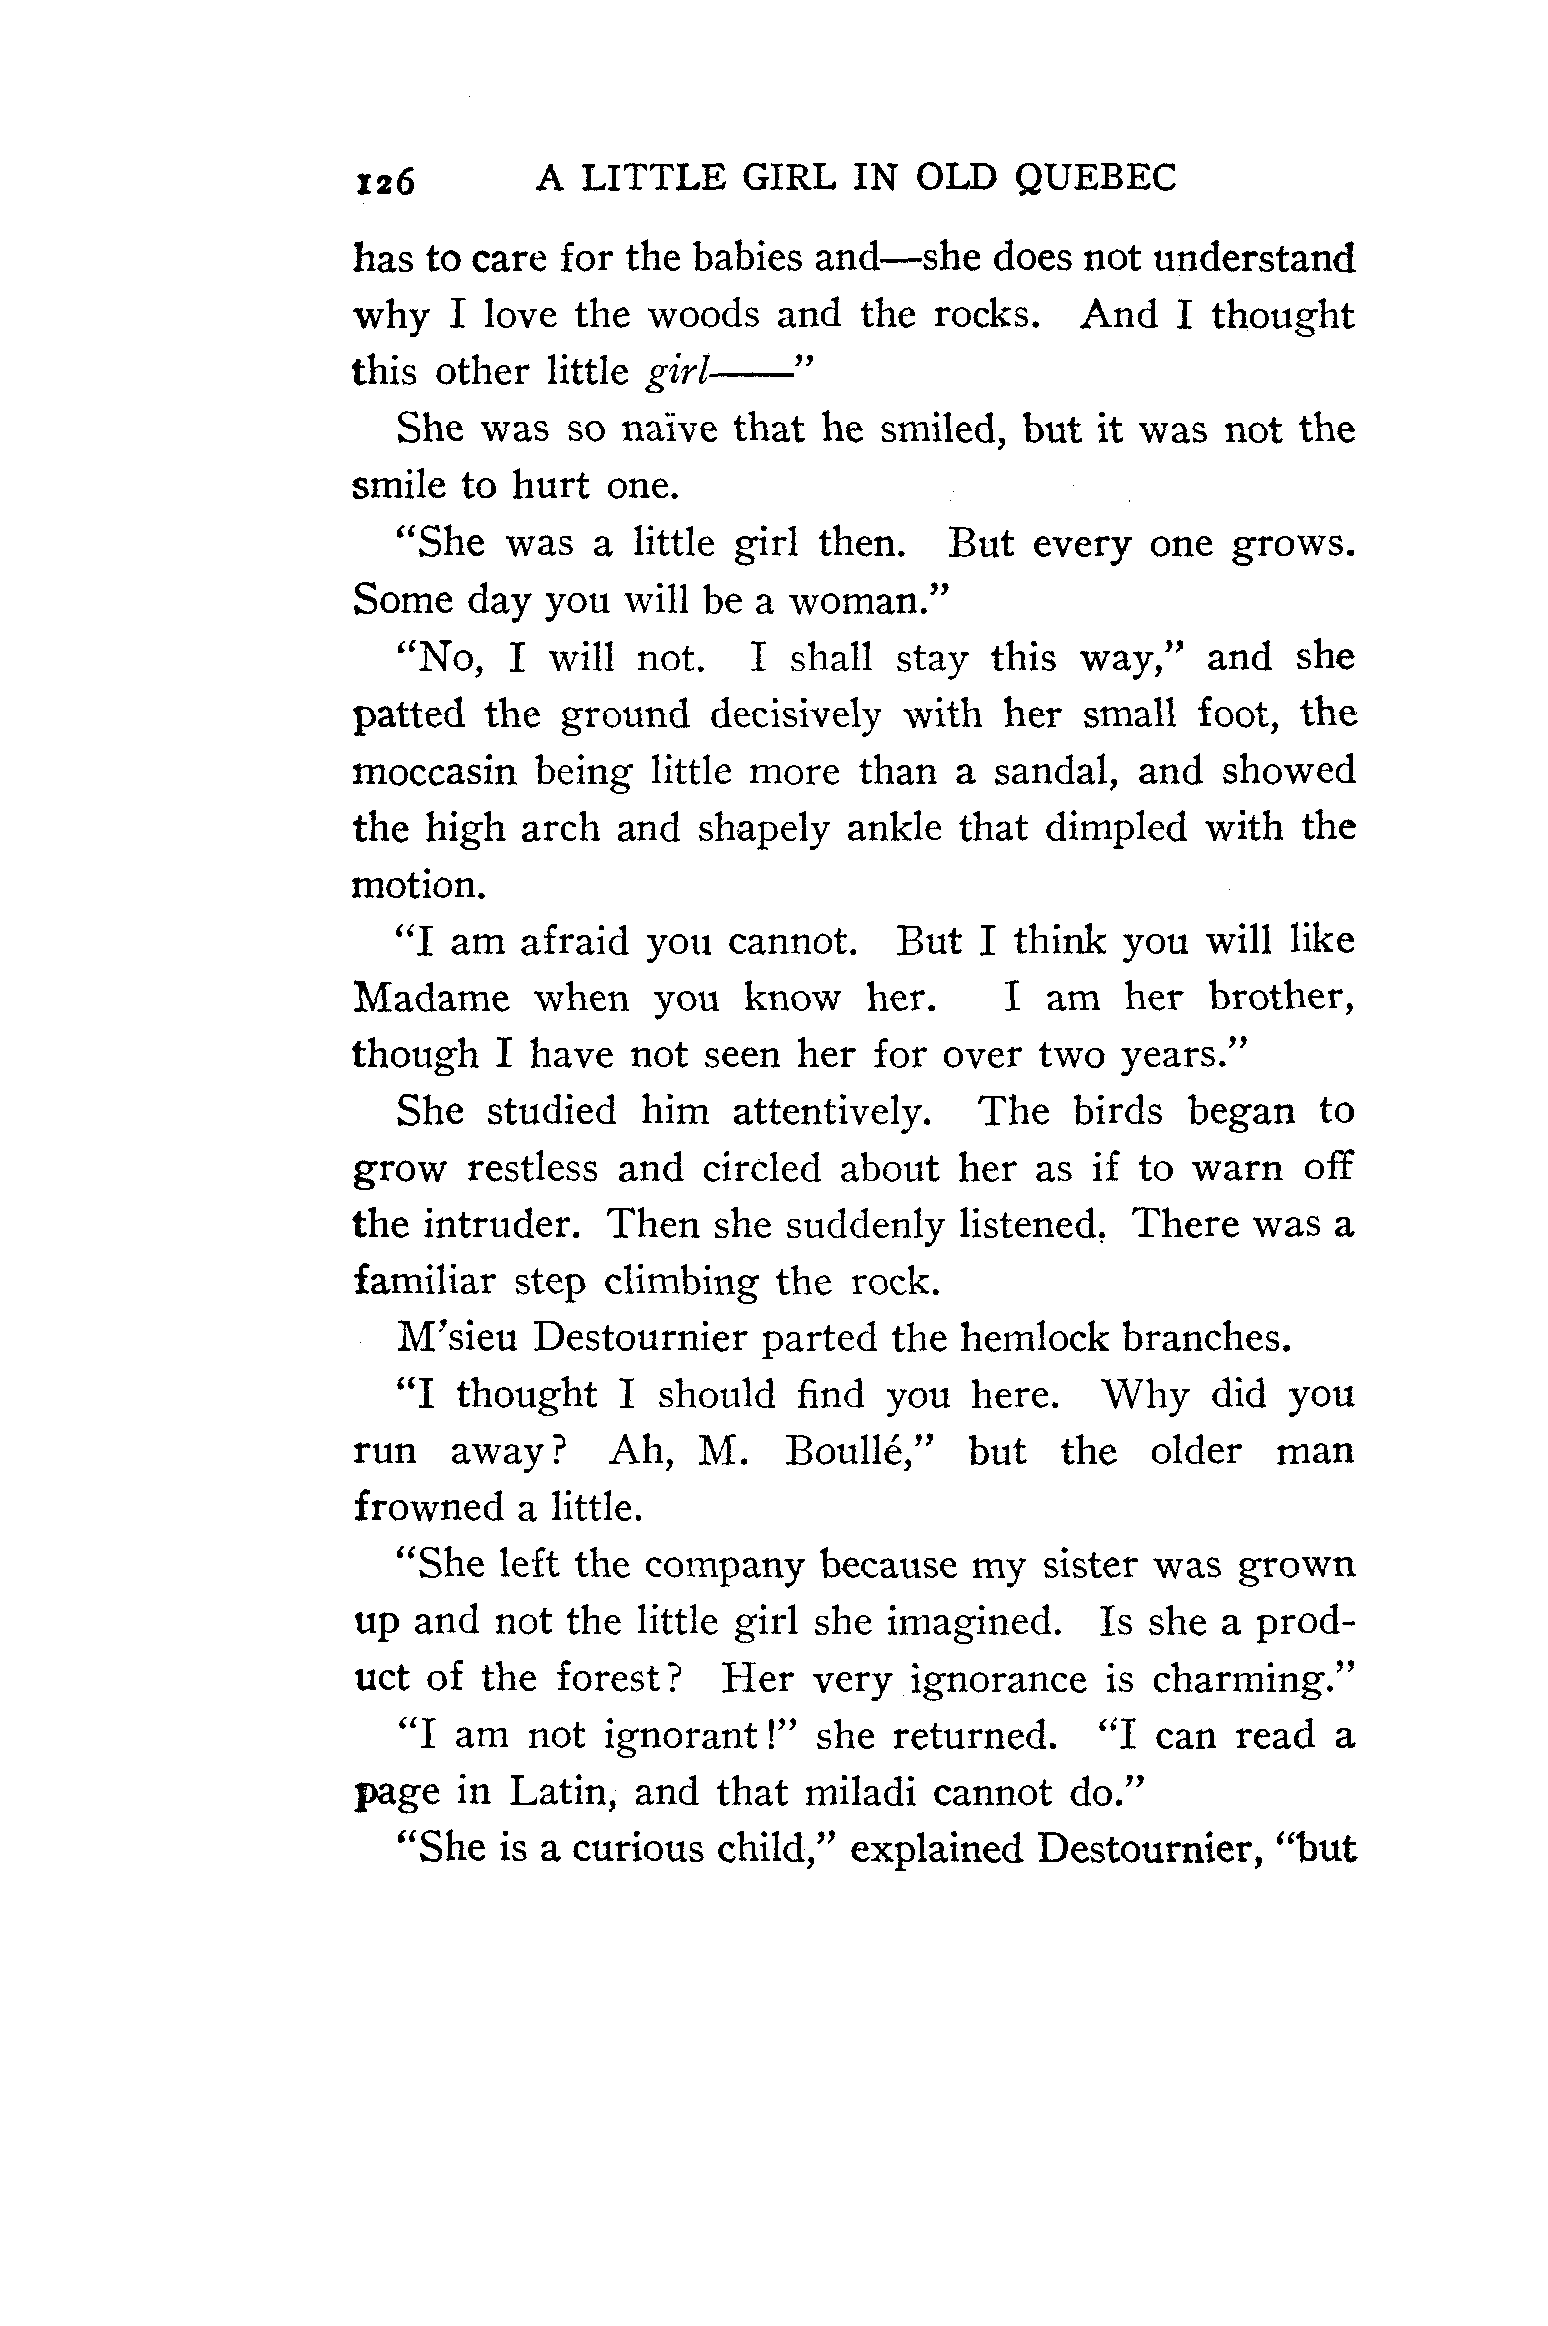 126 A LITTLE GIRL IN OLD QUEBEC
has to care for the babies and—she does not understand
why I love the woods and the rocks. And I thought
this other little girl——”
She was so naïve that he smiled, but it was not the
smile to hurt one.
“She was a little girl then. But every one grows.
Some day you will be a woman.”
“No, I will not. I shall stay this way,” and she
patted the ground decisively with her small foot, the
moccasin being little more than a sandal, and showed
the high arch and shapely ankle that dimpled with the
motion.
“I am afraid you cannot. But I think you will like
Madame when you know her. I am her brother,
though I have not seen her for over two years.”
She studied him attentively. The birds began to
grow restless and circled about her as if to warn off
the intruder. Then she suddenly listened. There was a
familiar step climbing the rock.
M’sieu Destournier parted the hemlock branches.
“I thought I should find you here. Why did you
run away? Ah, M. Boullé,” but the older man
frowned a little.
“She left the company because my sister was grown
up and not the little girl she imagined. Is she a prod-
uct of the forest? Her very ignorance is charming.”
“I am not ignorant!” she returned. “I can read a
page in Latin, and that miladi cannot do.”
“She is a curious child,” explained Destournier, “but